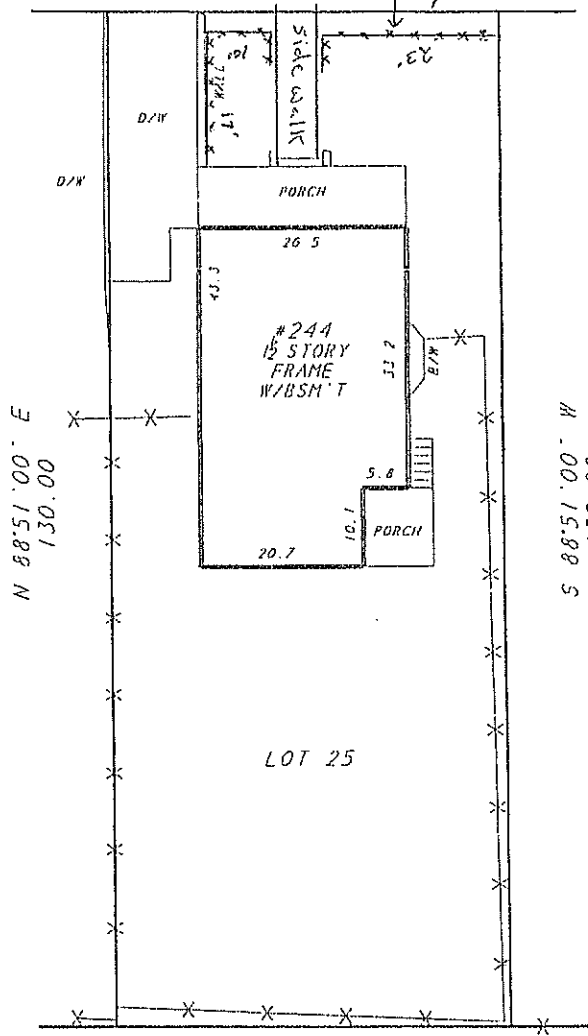 Side walk
10'
23'
WALL
17'
D/W
D/W
PORCH
26.5
43.3
#244
1½ STORY
FRAME
W/BSM'T
33.2
B/W
5.8
10.1
PORCH
20.7
N 88.51'00" E
130.00
S 88.51'00" W
LOT 25